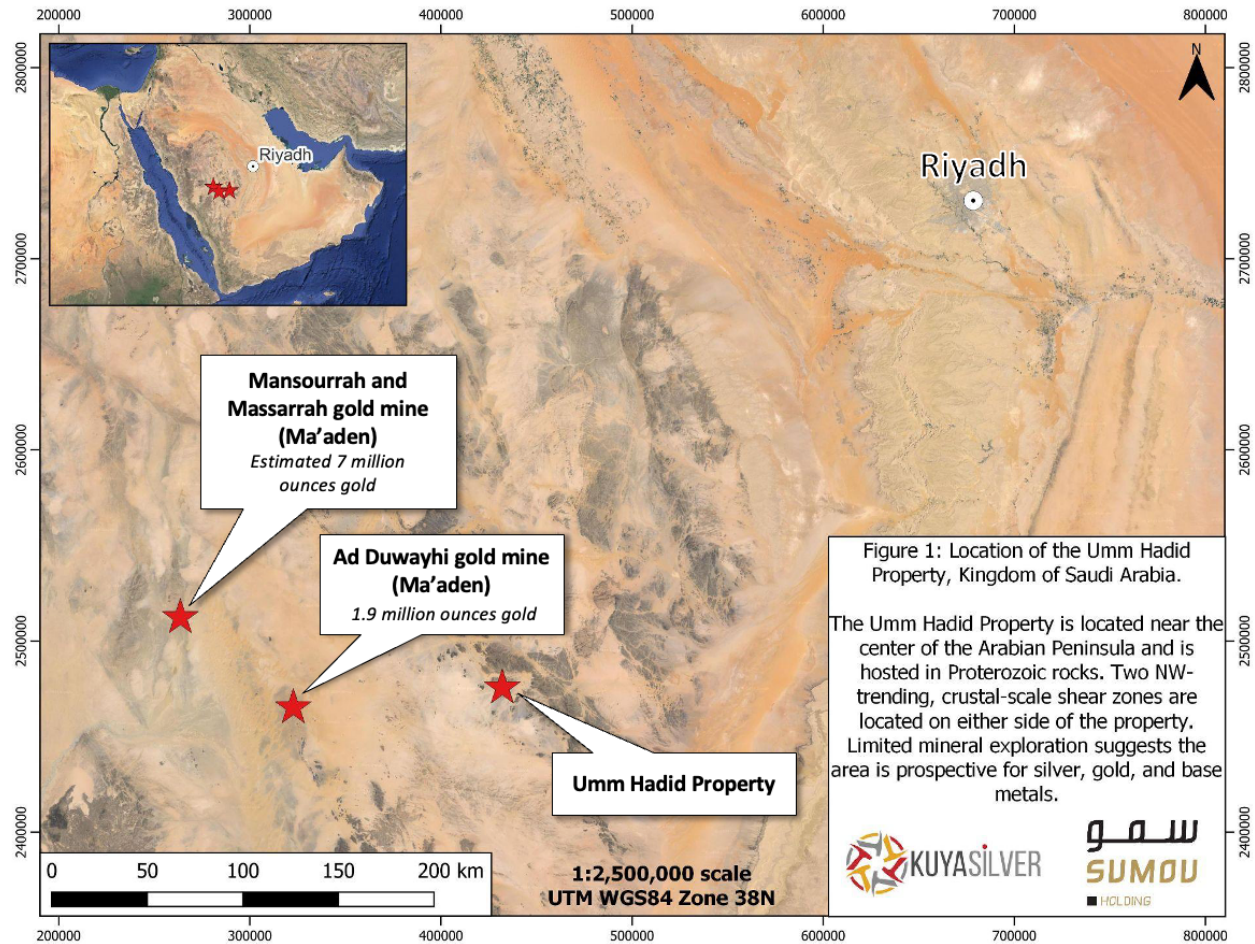 200000 300000 400000 500000 600000 700000 800000
2800000 2800000
N
Riyadh
Riyadh
2700000 2700000
Mansourrah and
Massarrah gold mine
(Ma’aden)
Estimated 7 million
ounces gold
2600000 2600000
Ad Duwayhi gold mine
(Ma’aden)
1.9 million ounces gold
2500000 2500000
Umm Hadid Property
Figure 1: Location of the Umm Hadid
Property, Kingdom of Saudi Arabia.
The Umm Hadid Property is located near the
center of the Arabian Peninsula and is
hosted in Proterozoic rocks. Two NW-
trending, crustal-scale shear zones are
located on either side of the property.
Limited mineral exploration suggests the
area is prospective for silver, gold, and base
metals.
2400000 2400000
KUYASILVER
سمو
SUMOU
HOLDING
0 50 100 150 200 km
1:2,500,000 scale
UTM WGS84 Zone 38N
200000 300000 400000 500000 600000 700000 800000